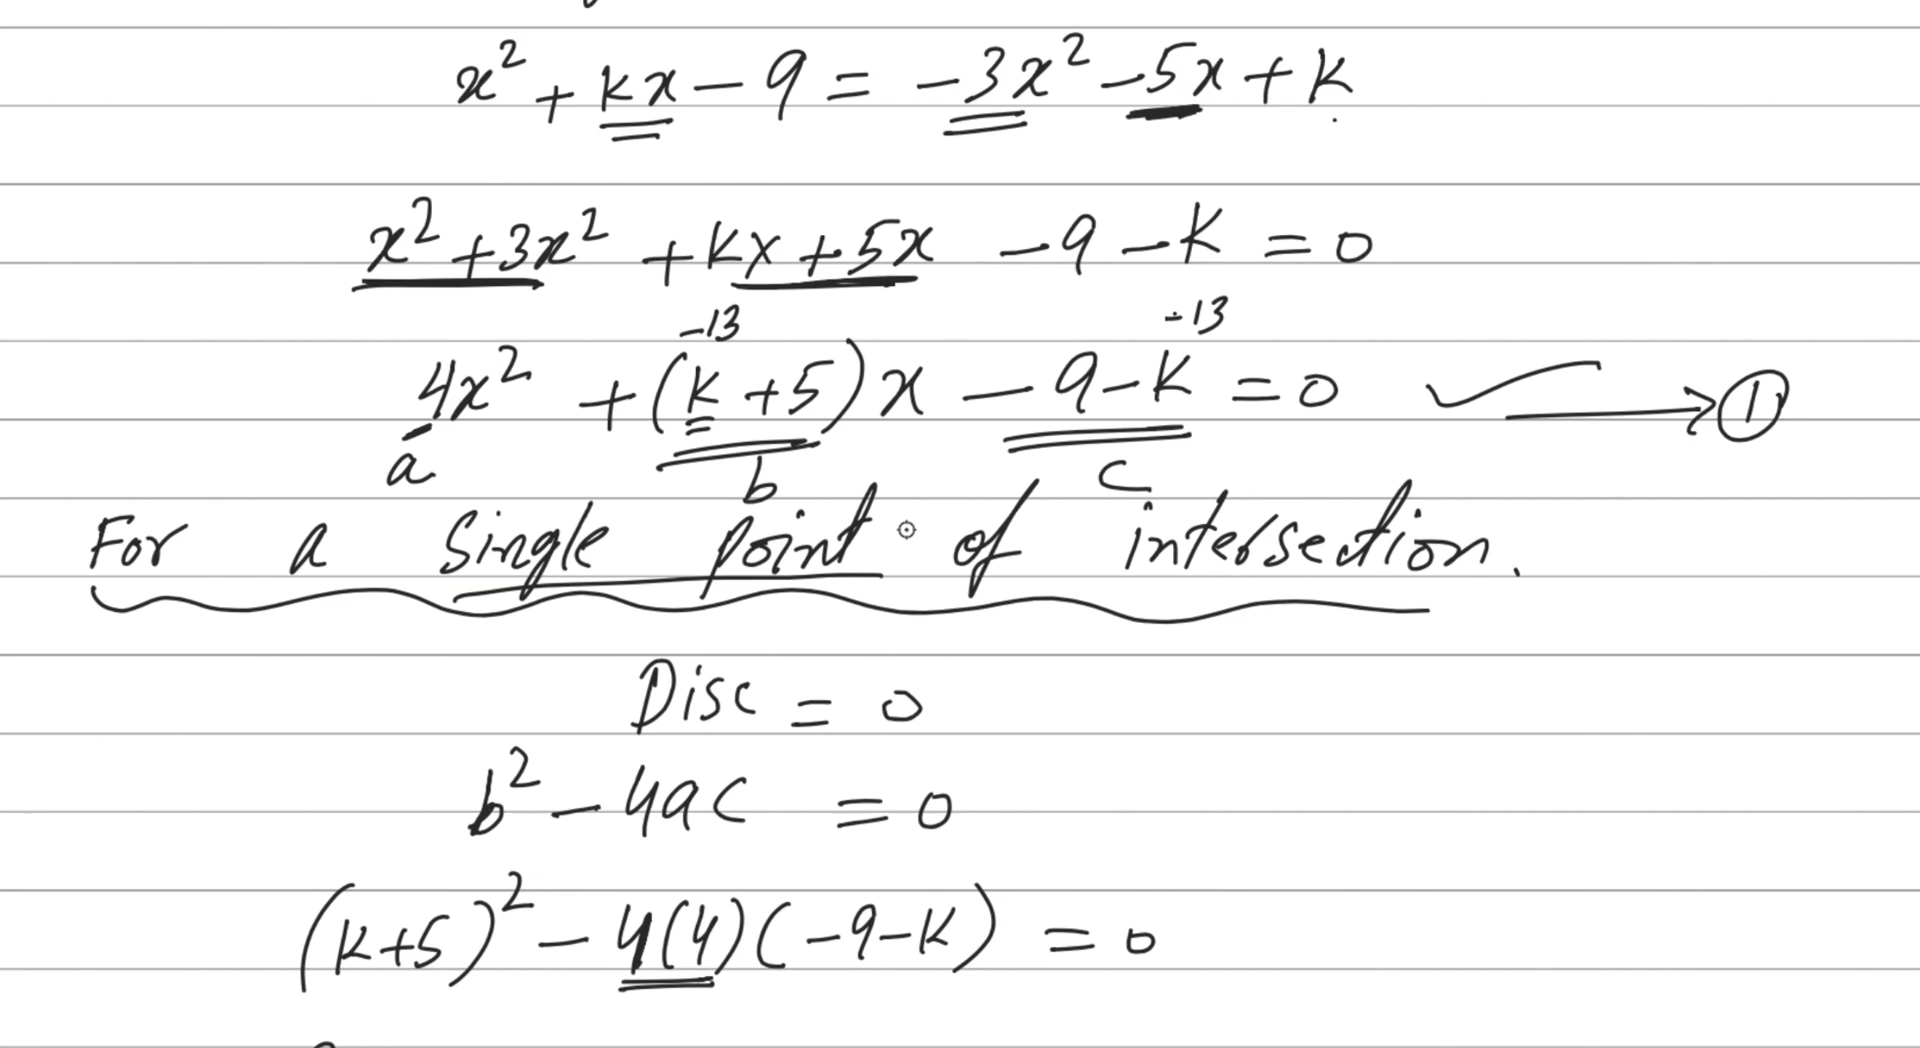 x² + kx - 9 = -3x² - 5x + k
x² + 3x² + kx + 5x - 9 - k = 0
-13 -13
4x² + (k + 5)x - 9 - k = 0 → ①
a b c
For a single point of intersection.
Disc = 0
b² - 4ac = 0
(k+5)² - 4(4)(-9-k) = 0